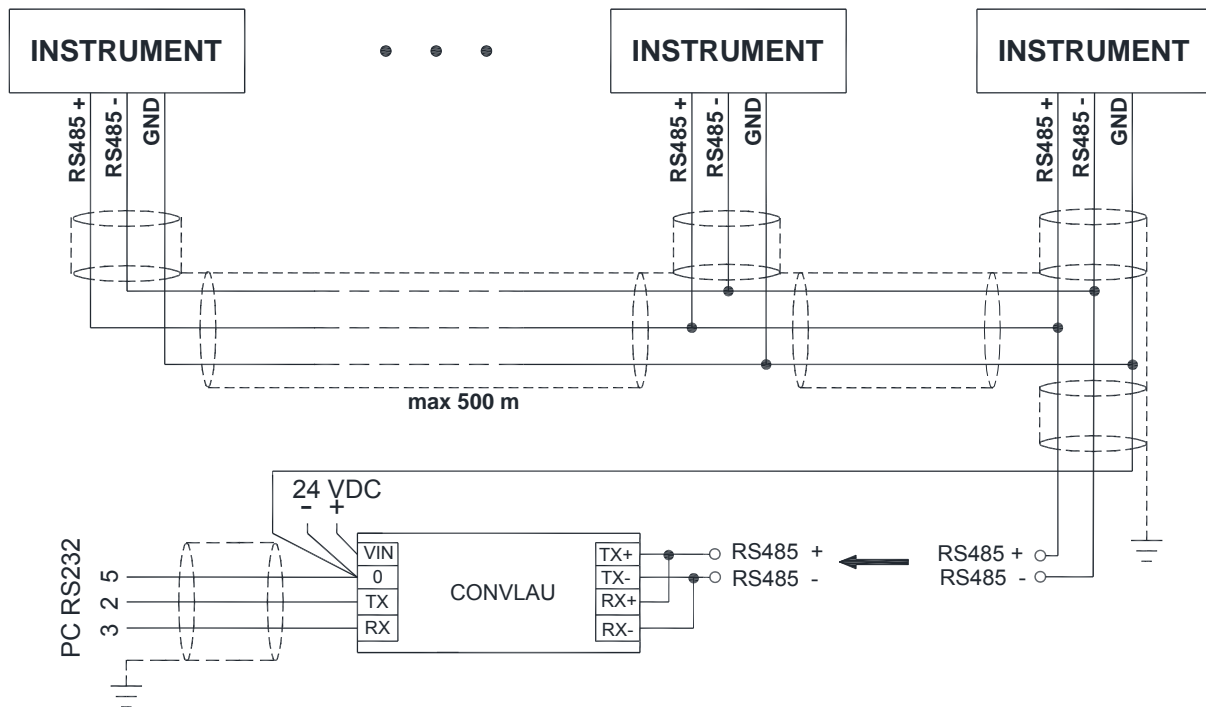 INSTRUMENT
INSTRUMENT
INSTRUMENT
RS485 +
RS485 -
GND
RS485 +
RS485 -
GND
RS485 +
RS485 -
GND
max 500 m
24 VDC
- +
PC RS232
5
2
3
VIN
0
TX
RX
CONVLAU
TX+
TX-
RX+
RX-
RS485 +
RS485 -
RS485 +
RS485 -